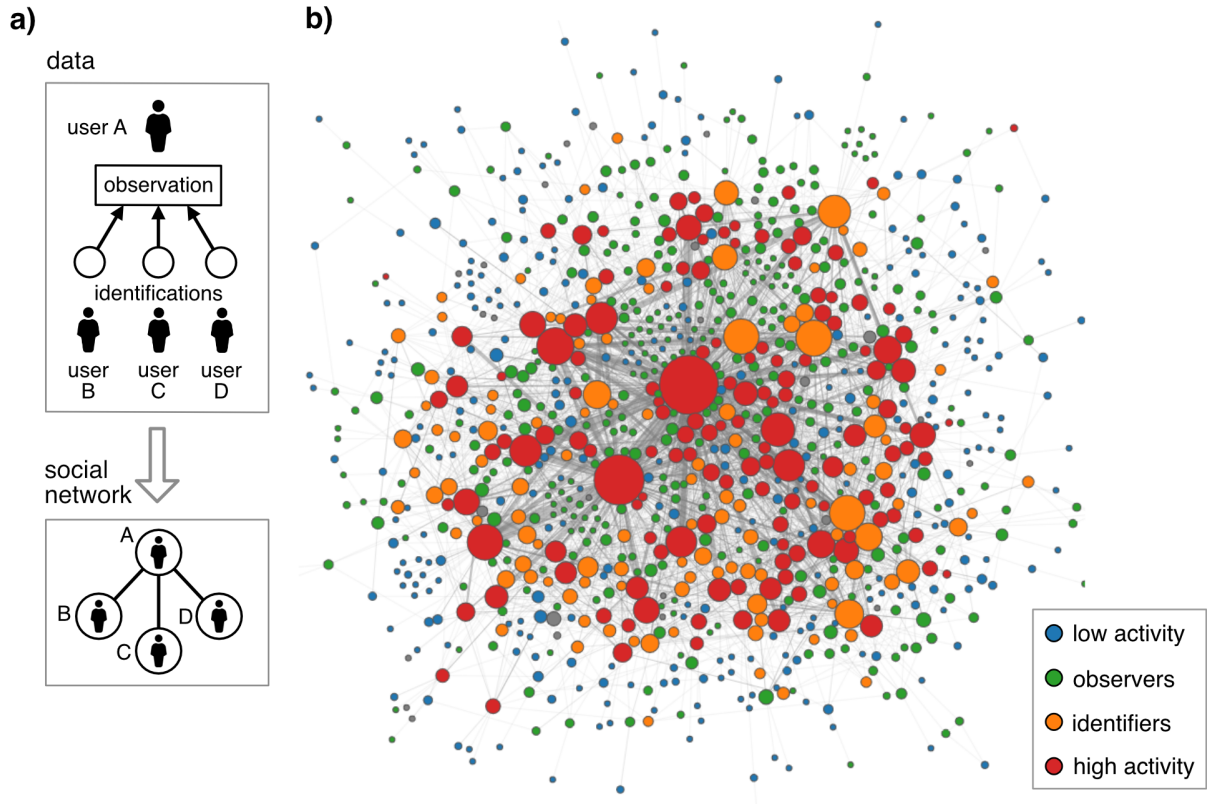 a)
data
user A
observation
identifications
user user user
B C D
social
network
A
B
D
C
b)
low activity
observers
identifiers
high activity